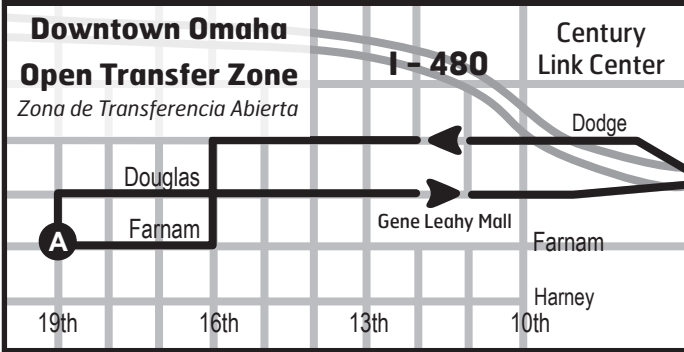 Downtown Omaha
Open Transfer Zone
Zona de Transferencia Abierta
I - 480
Century
Link Center
Dodge
Douglas
Gene Leahy Mall
A
Farnam
Farnam
Harney
19th
16th
13th
10th